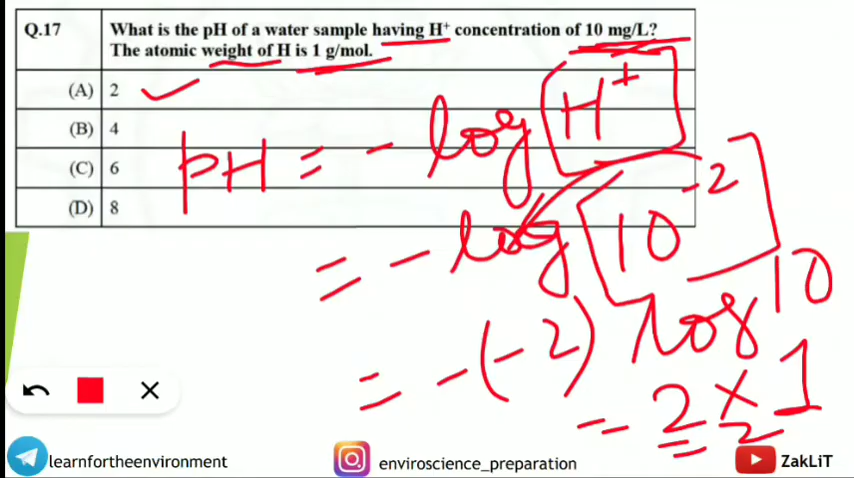 Q.17 What is the pH of a water sample having H⁺ concentration of 10 mg/L?
The atomic weight of H is 1 g/mol.
(A) 2
(B) 4
(C) 6
(D) 8
pH = - log [H⁺]
= - log [10⁻²]
= - (-2) log 10
= 2 x 1
2
learnfortheenvironment
enviroscience_preparation
ZakLiT